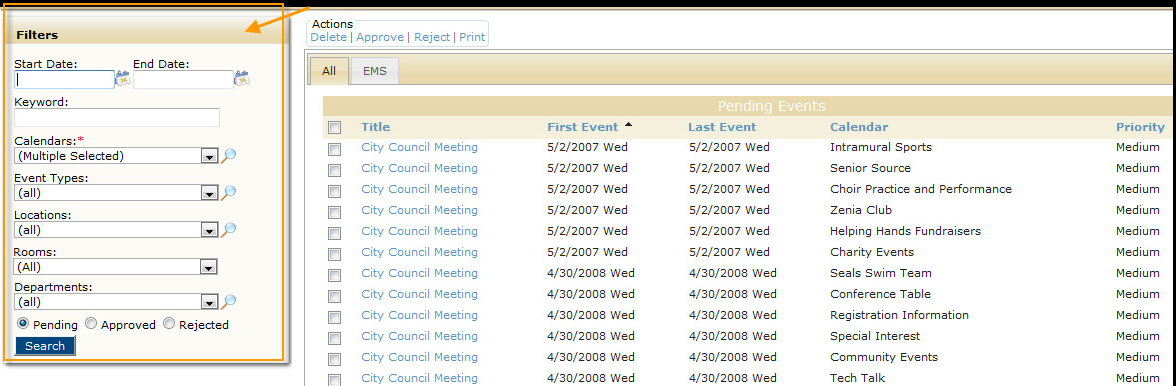 Filters
Start Date: End Date:
Keyword:
Calendars:*
(Multiple Selected)
Event Types:
(all)
Locations:
(all)
Rooms:
(All)
Departments:
(all)
Pending Approved Rejected
Search
Actions
Delete | Approve | Reject | Print
All EMS
Pending Events
Title First Event Last Event Calendar Priority
City Council Meeting 5/2/2007 Wed 5/2/2007 Wed Intramural Sports Medium
City Council Meeting 5/2/2007 Wed 5/2/2007 Wed Senior Source Medium
City Council Meeting 5/2/2007 Wed 5/2/2007 Wed Choir Practice and Performance Medium
City Council Meeting 5/2/2007 Wed 5/2/2007 Wed Zenia Club Medium
City Council Meeting 5/2/2007 Wed 5/2/2007 Wed Helping Hands Fundraisers Medium
City Council Meeting 5/2/2007 Wed 5/2/2007 Wed Charity Events Medium
City Council Meeting 4/30/2008 Wed 4/30/2008 Wed Seals Swim Team Medium
City Council Meeting 4/30/2008 Wed 4/30/2008 Wed Conference Table Medium
City Council Meeting 4/30/2008 Wed 4/30/2008 Wed Registration Information Medium
City Council Meeting 4/30/2008 Wed 4/30/2008 Wed Special Interest Medium
City Council Meeting 4/30/2008 Wed 4/30/2008 Wed Community Events Medium
City Council Meeting 4/30/2008 Wed 4/30/2008 Wed Tech Talk Medium